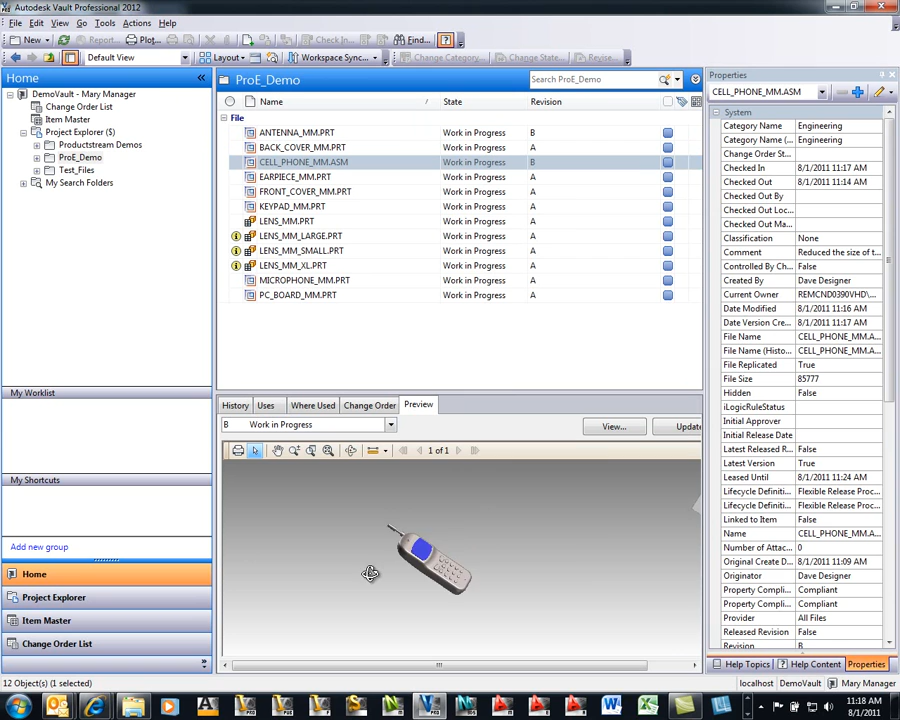 Autodesk Vault Professional 2012
File Edit View Go Tools Actions Help
New Report... Plot... Check In... Find...
Default View Layout Workspace Sync... Change Category... Change State... Revise...
Home
DemoVault - Mary Manager
Change Order List
Item Master
Project Explorer ($)
Productstream Demos
ProE_Demo
Test_Files
My Search Folders
My Worklist
My Shortcuts
Add new group
Home
Project Explorer
Item Master
Change Order List
ProE_Demo Search ProE_Demo
Name State Revision
File
ANTENNA_MM.PRT Work in Progress B
BACK_COVER_MM.PRT Work in Progress A
CELL_PHONE_MM.ASM Work in Progress B
EARPIECE_MM.PRT Work in Progress A
FRONT_COVER_MM.PRT Work in Progress A
KEYPAD_MM.PRT Work in Progress A
LENS_MM.PRT Work in Progress A
LENS_MM_LARGE.PRT Work in Progress A
LENS_MM_SMALL.PRT Work in Progress A
LENS_MM_XL.PRT Work in Progress A
MICROPHONE_MM.PRT Work in Progress A
PC_BOARD_MM.PRT Work in Progress A
History Uses Where Used Change Order Preview
B Work in Progress View... Update
1 of 1
Properties
CELL_PHONE_MM.ASM
System
Category Name Engineering
Category Name (... Engineering
Change Order St...
Checked In 8/1/2011 11:17 AM
Checked Out 8/1/2011 11:14 AM
Checked Out By
Checked Out Loc...
Checked Out Ma...
Classification None
Comment Reduced the size of t...
Controlled By Cha... False
Created By Dave Designer
Current Owner REMCND0390VHD\...
Date Modified 8/1/2011 11:16 AM
Date Version Cre... 8/1/2011 11:17 AM
File Name CELL_PHONE_MM.A...
File Name (Histo... CELL_PHONE_MM.A...
File Replicated True
File Size 85777
Hidden False
iLogicRuleStatus
Initial Approver
Initial Release Date
Latest Released R... False
Latest Version True
Leased Until 8/1/2011 11:24 AM
Lifecycle Definiti... Flexible Release Proc...
Lifecycle Definiti... Flexible Release Proc...
Linked to Item False
Name CELL_PHONE_MM.A...
Number of Attac... 0
Original Create D... 8/1/2011 11:09 AM
Originator Dave Designer
Property Compli... Compliant
Property Compli... Compliant
Provider All Files
Released Revision False
Revision B
Help Topics Help Content Properties
12 Object(s) (1 selected) localhost DemoVault Mary Manager
11:18 AM
8/1/2011